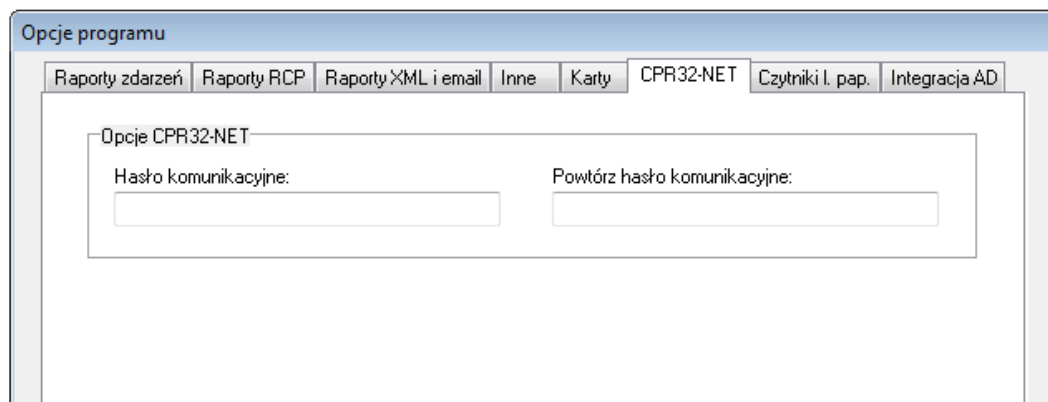 Opcje programu
Raporty zdarzeń Raporty RCP Raporty XML i email Inne Karty CPR32-NET Czytniki l. pap. Integracja AD
Opcje CPR32-NET
Hasło komunikacyjne: Powtórz hasło komunikacyjne: